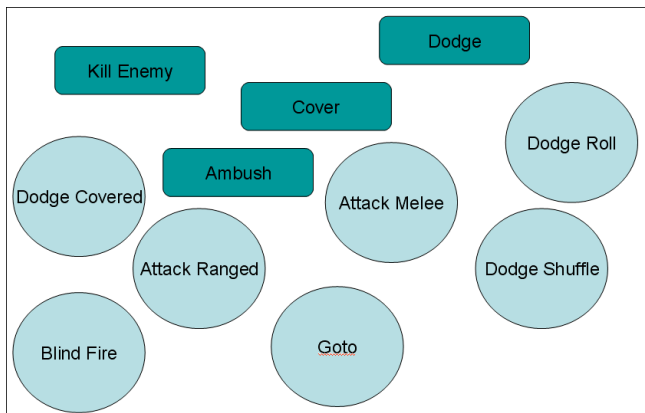 Dodge
Kill Enemy
Cover
Dodge Roll
Ambush
Dodge Covered
Attack Melee
Attack Ranged
Dodge Shuffle
Goto
Blind Fire